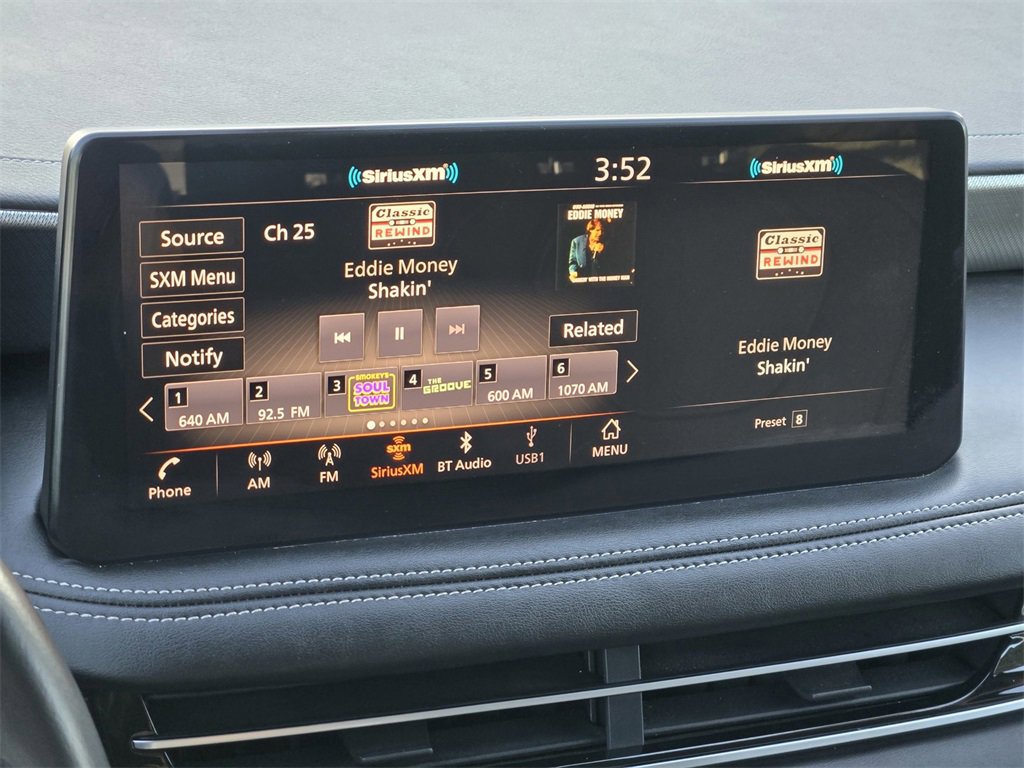 SiriusXM
3:52
SiriusXM
Source
Ch 25
Classic
REWIND
EDDIE MONEY
SXM Menu
Eddie Money
Shakin'
Categories
Notify
Related
Classic
REWIND
Eddie Money
Shakin'
1
640 AM
2
92.5 FM
3
SMOKEY'S
SOUL
TOWN
4
THE
GROOVE
5
600 AM
6
1070 AM
Preset 8
Phone
AM
FM
sxm
SiriusXM
BT Audio
USB1
MENU